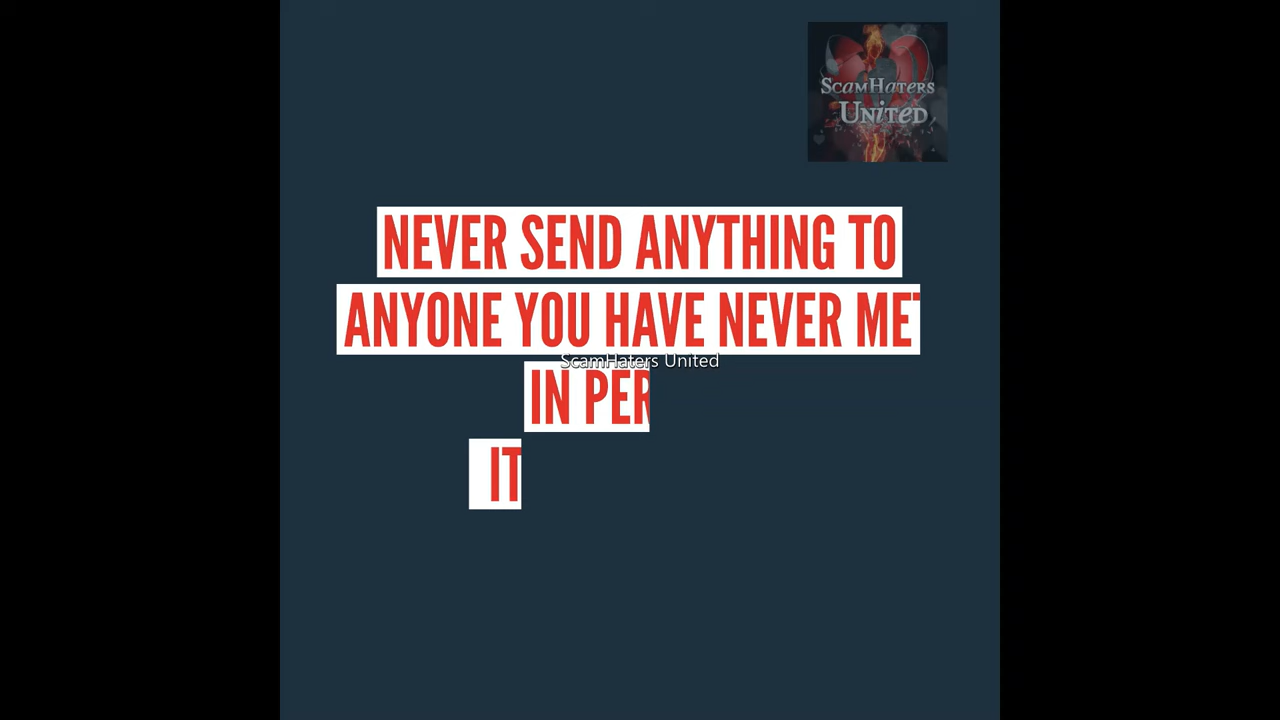 ScamHaters
United
NEVER SEND ANYTHING TO
ANYONE YOU HAVE NEVER MET
ScamHaters United
IN PER
IT